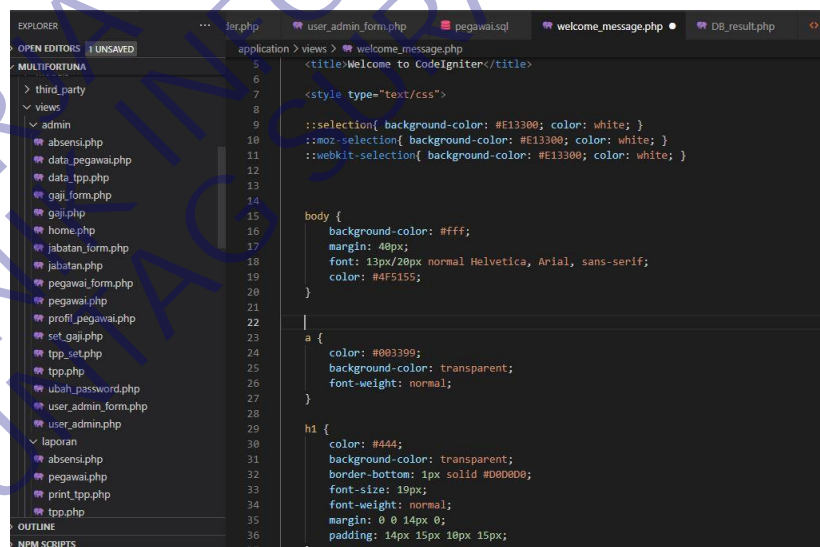 EXPLORER ··· der.php user_admin_form.php pegawai.sql welcome_message.php ● DB_result.php
OPEN EDITORS 1 UNSAVED
application > views > welcome_message.php
MULTIFORTUNA
> third_party
views
admin
absensi.php
data_pegawai.php
data_tpp.php
gaji_form.php
gaji.php
home.php
jabatan_form.php
jabatan.php
pegawai_form.php
pegawai.php
profil_pegawai.php
set_gaji.php
tpp_set.php
tpp.php
ubah_password.php
user_admin_form.php
user_admin.php
laporan
absensi.php
pegawai.php
print_tpp.php
tpp.php
OUTLINE
NPM SCRIPTS
5 <title>Welcome to CodeIgniter</title>
6
7 <style type="text/css">
8
9 ::selection{ background-color: #E13300; color: white; }
10 ::moz-selection{ background-color: #E13300; color: white; }
11 ::webkit-selection{ background-color: #E13300; color: white; }
12
13
14
15 body {
16 background-color: #fff;
17 margin: 40px;
18 font: 13px/20px normal Helvetica, Arial, sans-serif;
19 color: #4F5155;
20 }
21
22
23 a {
24 color: #003399;
25 background-color: transparent;
26 font-weight: normal;
27 }
28
29 h1 {
30 color: #444;
31 background-color: transparent;
32 border-bottom: 1px solid #D0D0D0;
33 font-size: 19px;
34 font-weight: normal;
35 margin: 0 0 14px 0;
36 padding: 14px 15px 10px 15px;